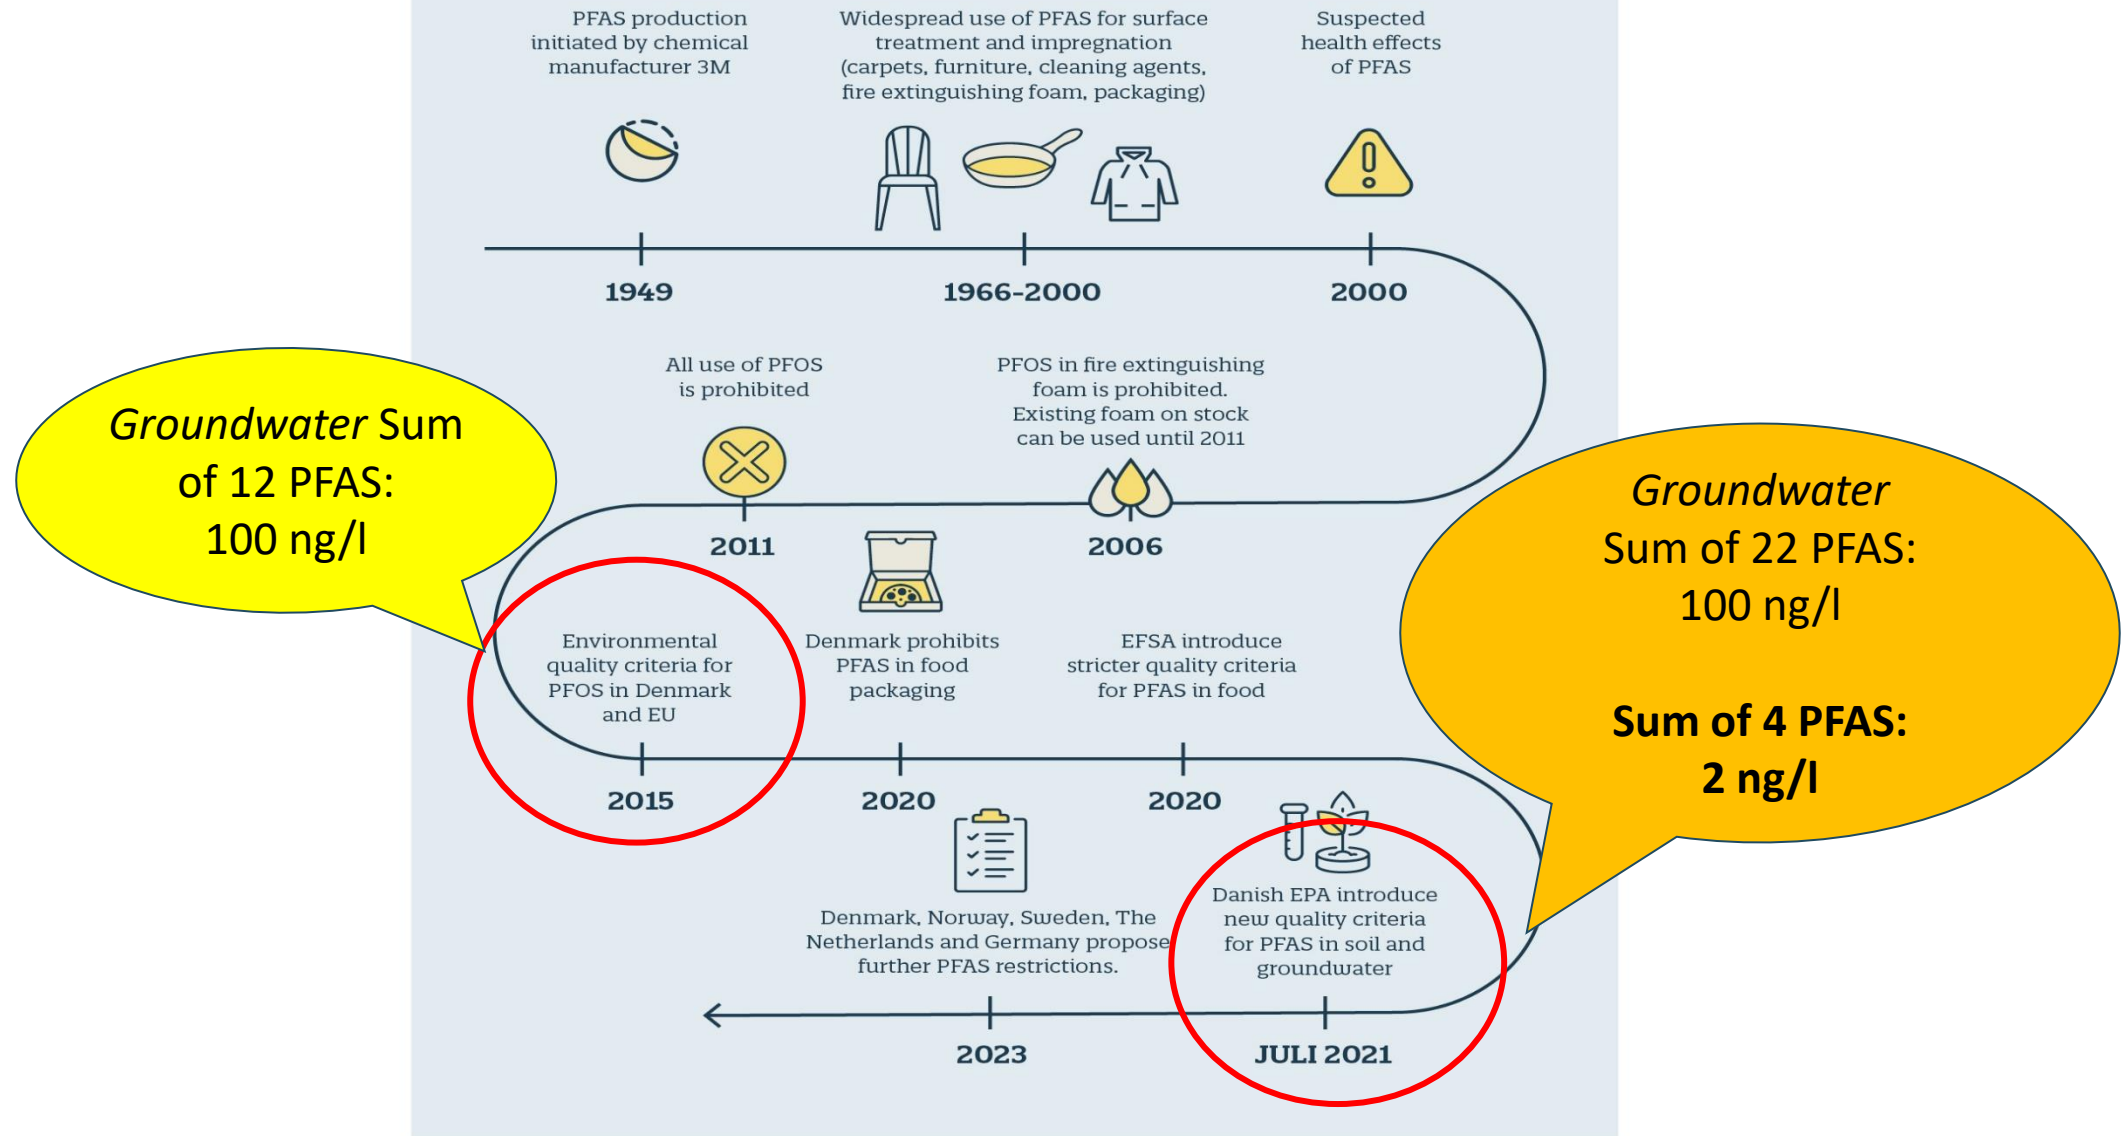 PFAS production
initiated by chemical
manufacturer 3M
Widespread use of PFAS for surface
treatment and impregnation
(carpets, furniture, cleaning agents,
fire extinguishing foam, packaging)
Suspected
health effects
of PFAS
1949
1966-2000
2000
All use of PFOS
is prohibited
PFOS in fire extinguishing
foam is prohibited.
Existing foam on stock
can be used until 2011
2011
2006
Groundwater Sum
of 12 PFAS:
100 ng/l
Groundwater
Sum of 22 PFAS:
100 ng/l
Sum of 4 PFAS:
2 ng/l
Environmental
quality criteria for
PFOS in Denmark
and EU
Denmark prohibits
PFAS in food
packaging
EFSA introduce
stricter quality criteria
for PFAS in food
2015
2020
2020
Denmark, Norway, Sweden, The
Netherlands and Germany propose
further PFAS restrictions.
Danish EPA introduce
new quality criteria
for PFAS in soil and
groundwater
2023
JULI 2021